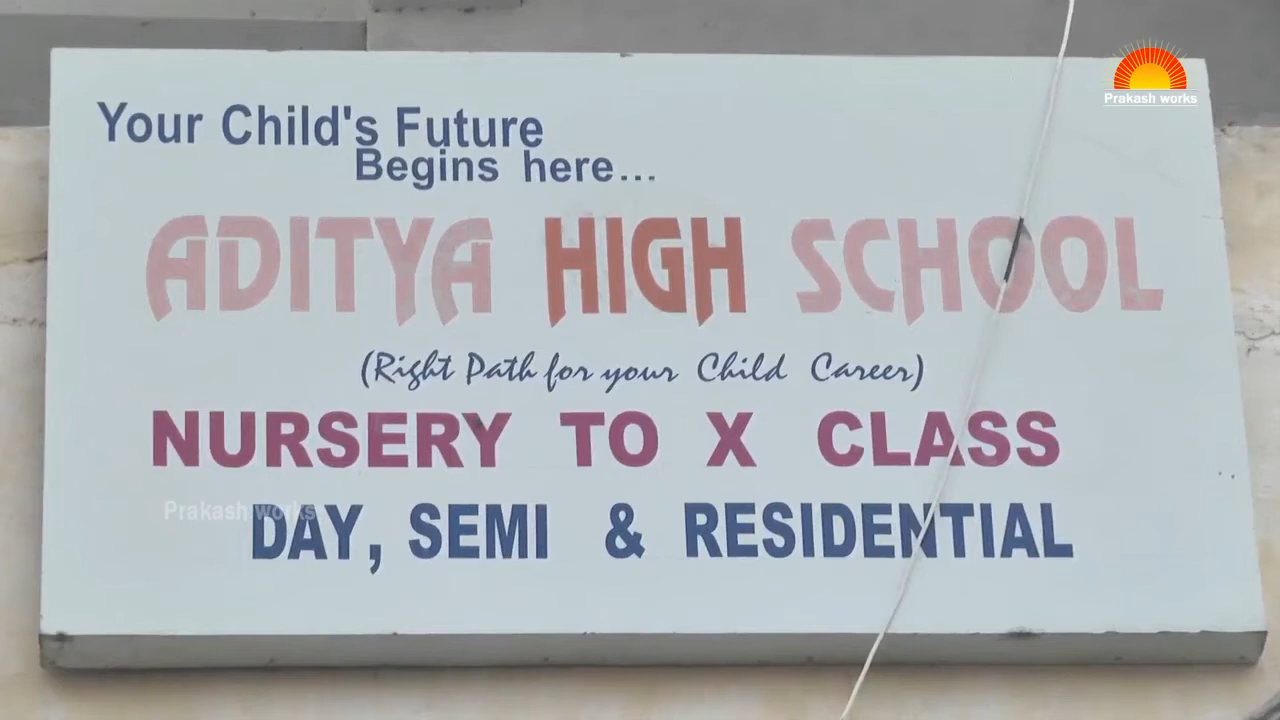 Prakash works
Your Child's Future
Begins here...
ADITYA HIGH SCHOOL
(Right Path for your Child Career)
NURSERY TO X CLASS
Prakash works
DAY, SEMI & RESIDENTIAL